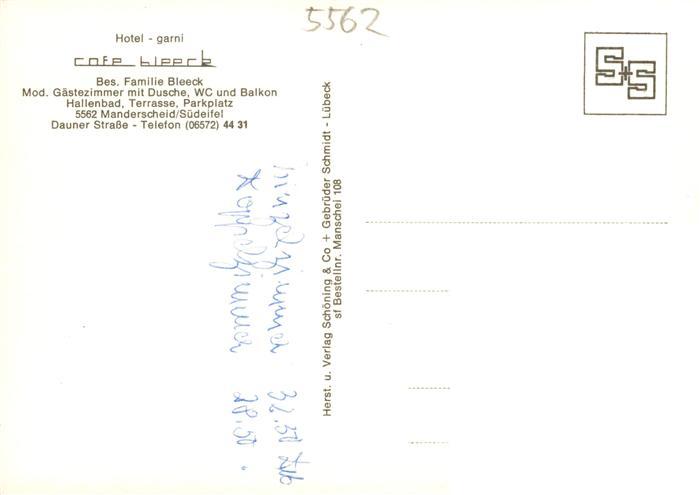 5562
Hotel - garni
cafe bleeck
Bes. Familie Bleeck
Mod. Gästezimmer mit Dusche, WC und Balkon
Hallenbad, Terrasse, Parkplatz
5562 Manderscheid/Südeifel
Dauner Straße - Telefon (06572) 44 31
S+S
Herst. u. Verlag Schöning & Co + Gebrüder Schmidt - Lübeck
sf Bestellnr. Manschei 108
32.50
Doppelzimmer 28.50 "